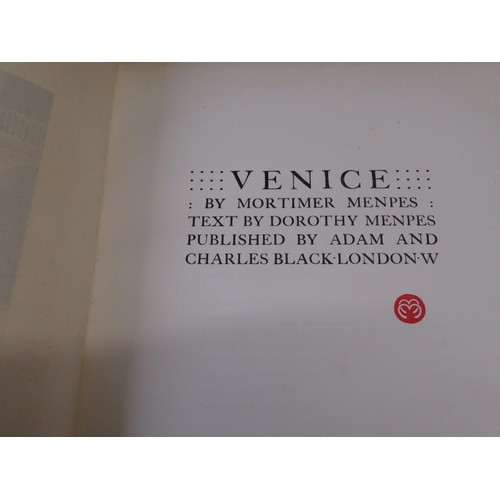 :::: VENICE ::::
: BY MORTIMER MENPES :
TEXT BY DOROTHY MENPES
PUBLISHED BY ADAM AND
CHARLES BLACK·LONDON·W